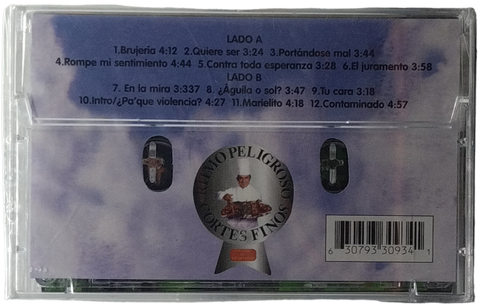 LADO A
1.Brujería 4:12 2.Quiere ser 3:24 3.Portándose mal 3:44
4.Rompe mi sentimiento 4:44 5.Contra toda esperanza 3:28 6.El juramento 3:58
LADO B
7. En la mira 3:337 8. ¿Águila o sol? 3:47 9.Tu cara 3:18
10.Intro/¿Pa'que violencia? 4:27 11.Marielito 4:18 12.Contaminado 4:57
RITMO PELIGROSO
CORTES FINOS
6 30793 30934 1